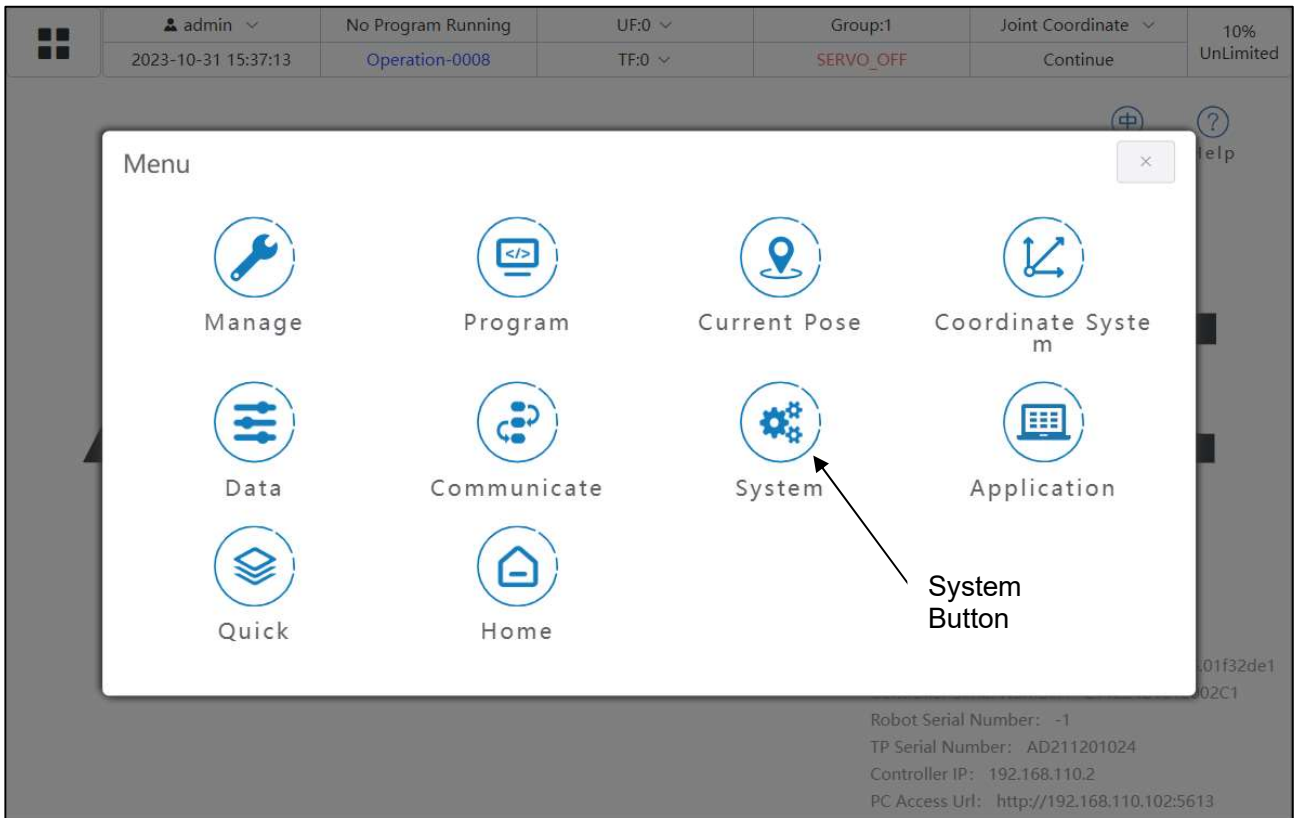 admin No Program Running UF:0 Group:1 Joint Coordinate 10%
2023-10-31 15:37:13 Operation-0008 TF:0 SERVO_OFF Continue UnLimited
中
Help
Menu
Manage Program Current Pose Coordinate Syste
m
Data Communicate System Application
System
Button
Quick Home
.01f32de1
02C1
Robot Serial Number: -1
TP Serial Number: AD211201024
Controller IP: 192.168.110.2
PC Access Url: http://192.168.110.102:5613